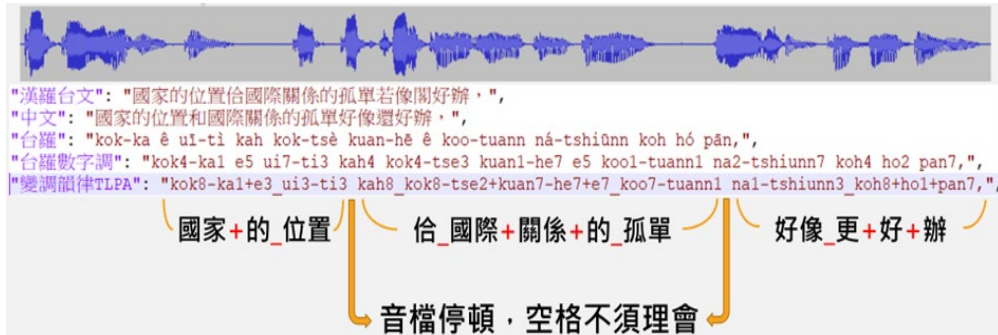 "漢羅台文": "國家的位置佮國際關係的孤單若像閣好辦，",
"中文": "國家的位置和國際關係的孤單好像還好辦，",
"台羅": "kok-ka ê uī-tì kah kok-tsè kuan-hē ê koo-tuann ná-tshiūnn koh hó pān,",
"台羅數字調": "kok4-ka1 e5 ui7-ti3 kah4 kok4-tse3 kuan1-he7 e5 koo1-tuann1 na2-tshiunn7 koh4 ho2 pan7,",
"變調韻律TLPA": "kok8-ka1+e3_ui3-ti3 kah8_kok8-tse2+kuan7-he7+e7_koo7-tuann1 na1-tshiunn3_koh8+ho1+pan7,",
國家+的_位置 佮_國際+關係+的_孤單 好像_更+好+辦
音檔停頓，空格不須理會